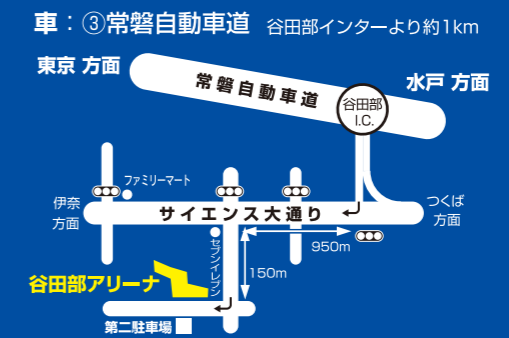 車：③常磐自動車道 谷田部インターより約1km
東京 方面
水戸 方面
常磐自動車道
谷田部
I.C.
ファミリーマート
伊奈
方面
サイエンス大通り
つくば
方面
セブンイレブン
950m
150m
谷田部アリーナ
第二駐車場